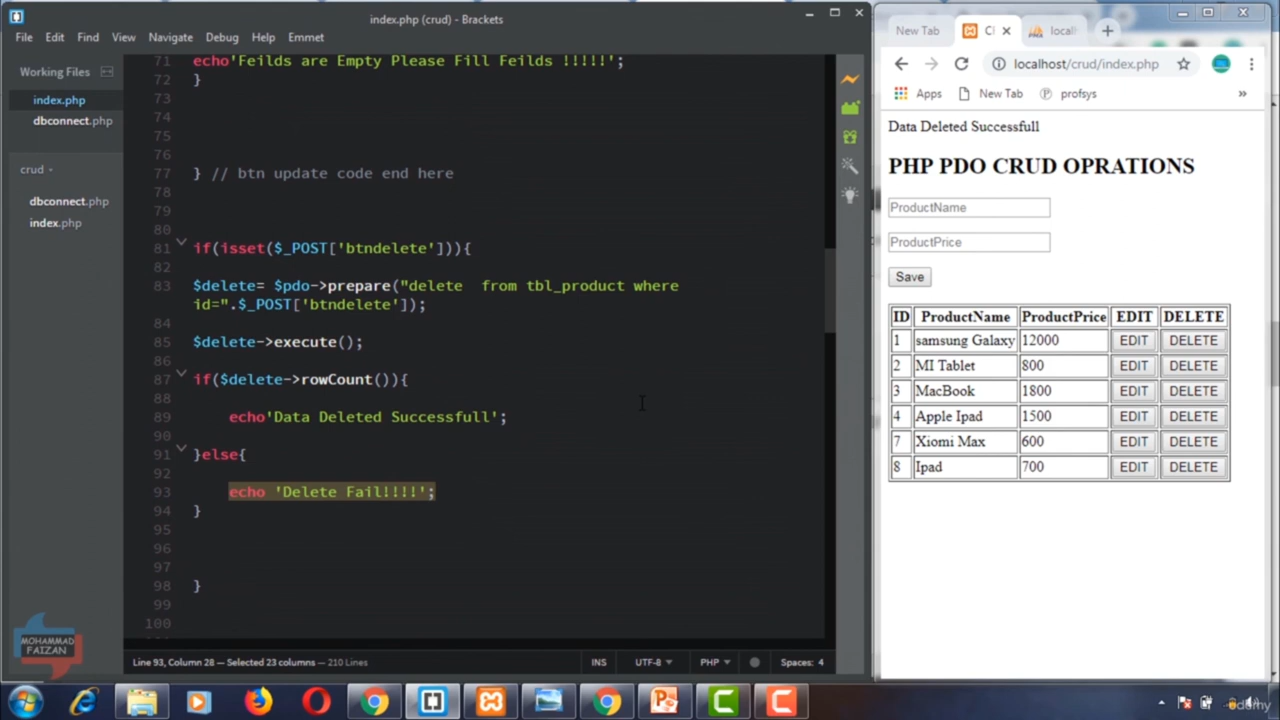 index.php (crud) - Brackets
File Edit Find View Navigate Debug Help Emmet
Working Files
index.php
dbconnect.php
crud
dbconnect.php
index.php
71 echo'Feilds are Empty Please Fill Feilds !!!!!';
72 }
73
74
75
76
77 } // btn update code end here
78
79
80
81 if(isset($_POST['btndelete'])){
82
83 $delete= $pdo->prepare("delete  from tbl_product where
id=".$_POST['btndelete']);
84
85 $delete->execute();
86
87 if($delete->rowCount()){
88
89 echo'Data Deleted Successfull';
90
91 }else{
92
93 echo 'Delete Fail!!!!';
94 }
95
96
97
98 }
99
100
MOHAMMAD
FAIZAN
Line 93, Column 28 — Selected 23 columns — 210 Lines
INS UTF-8 PHP Spaces: 4
New Tab
localhost/crud/index.php
Apps New Tab profsys »
Data Deleted Successfull
PHP PDO CRUD OPRATIONS
ProductName
ProductPrice
Save
ID ProductName ProductPrice EDIT DELETE
1 samsung Galaxy 12000 EDIT DELETE
2 MI Tablet 800 EDIT DELETE
3 MacBook 1800 EDIT DELETE
4 Apple Ipad 1500 EDIT DELETE
7 Xiomi Max 600 EDIT DELETE
8 Ipad 700 EDIT DELETE